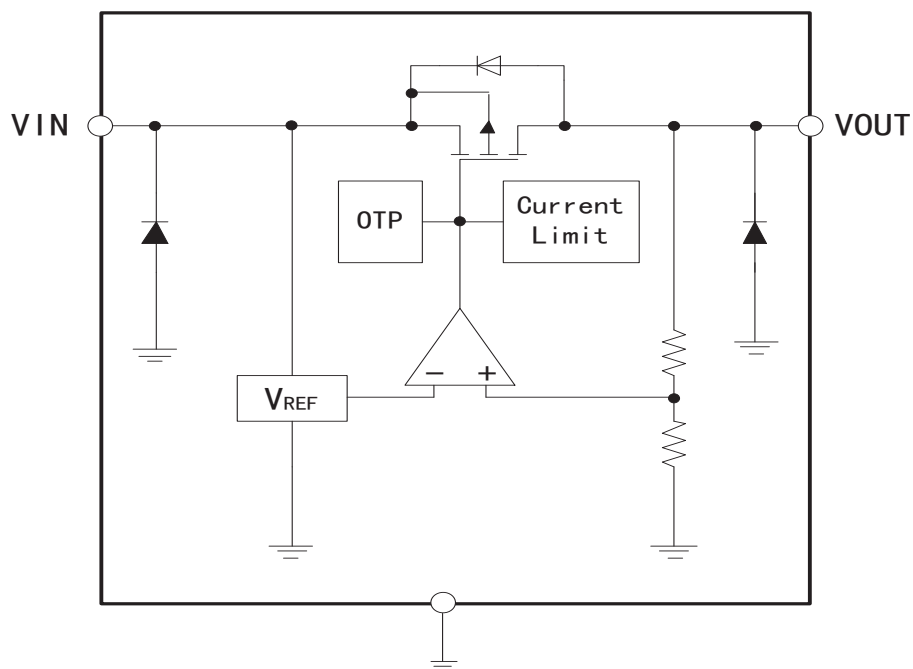 VIN
VOUT
OTP
Current
Limit
− +
VREF